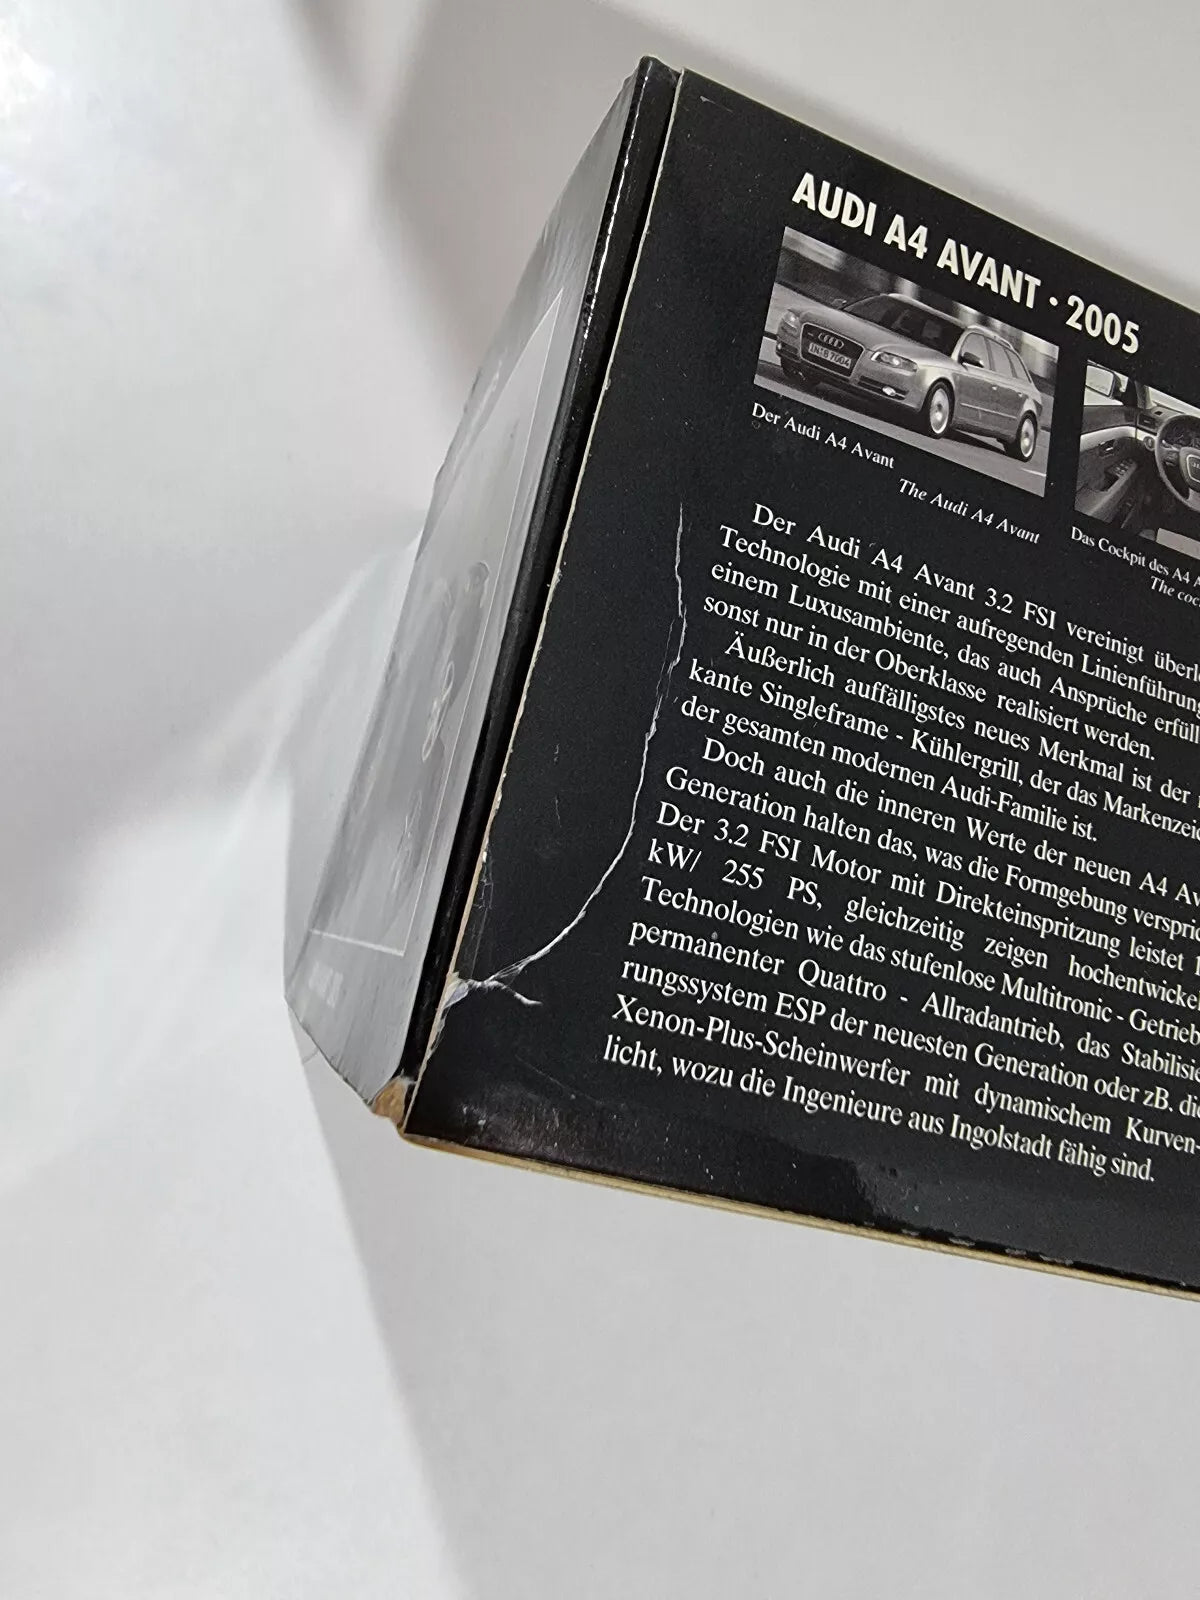 AUDI A4 AVANT · 2005
IN·B 7004
Der Audi A4 Avant
The Audi A4 Avant
Das Cockpit des A4
The
Der Audi A4 Avant 3.2 FSI vereinigt
Technologie mit einer aufregenden Linienführung
einem Luxusambiente, das auch Ansprüche
sonst nur in der Oberklasse realisiert werden.
Äußerlich auffälligstes neues Merkmal ist der
kante Singleframe - Kühlergrill, der das
der gesamten modernen Audi-Familie ist.
Doch auch die inneren Werte der neuen A4
Generation halten das, was die Formgebung
Der 3.2 FSI Motor mit Direkteinspritzung leistet
kW/ 255 PS, gleichzeitig zeigen
Technologien wie das stufenlose Multitronic -
permanenter Quattro - Allradantrieb, das
rungssystem ESP der neuesten Generation oder zB. die
Xenon-Plus-Scheinwerfer mit dynamischem Kurven-
licht, wozu die Ingenieure aus Ingolstadt fähig sind.